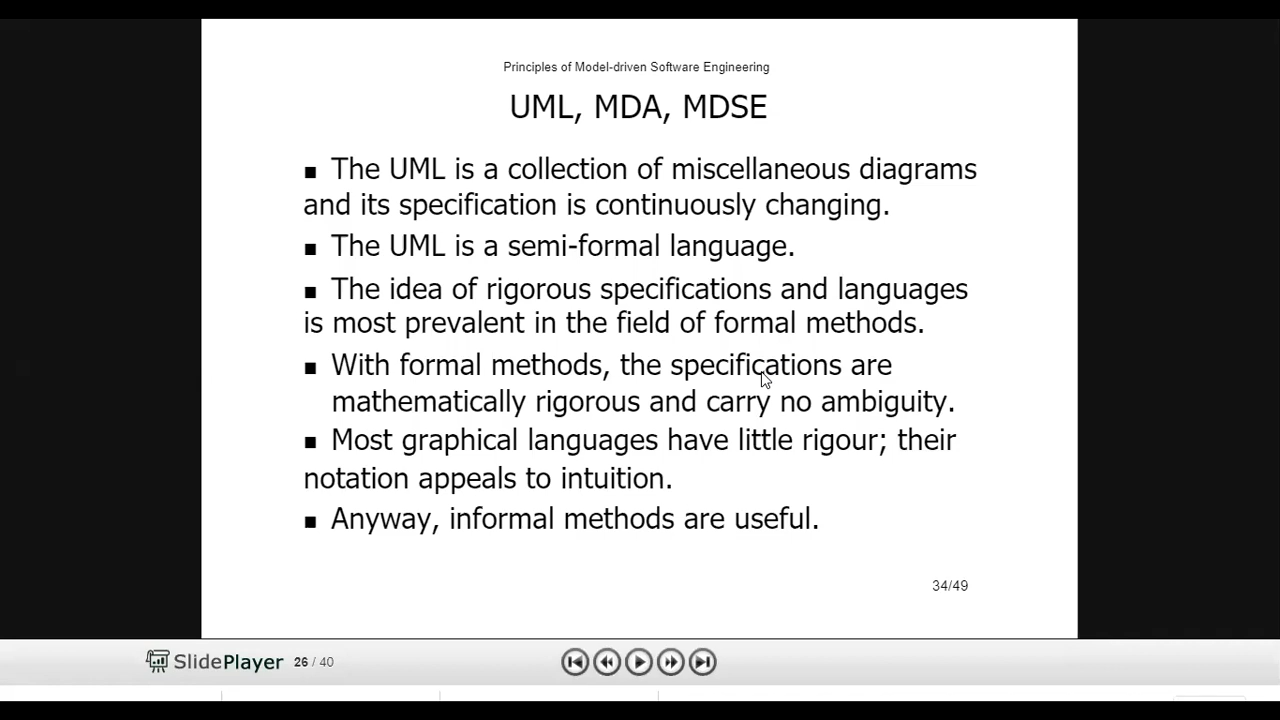 Principles of Model-driven Software Engineering
UML, MDA, MDSE
■ The UML is a collection of miscellaneous diagrams
and its specification is continuously changing.
■ The UML is a semi-formal language.
■ The idea of rigorous specifications and languages
is most prevalent in the field of formal methods.
■ With formal methods, the specifications are
mathematically rigorous and carry no ambiguity.
■ Most graphical languages have little rigour; their
notation appeals to intuition.
■ Anyway, informal methods are useful.
34/49
SlidePlayer 26 / 40